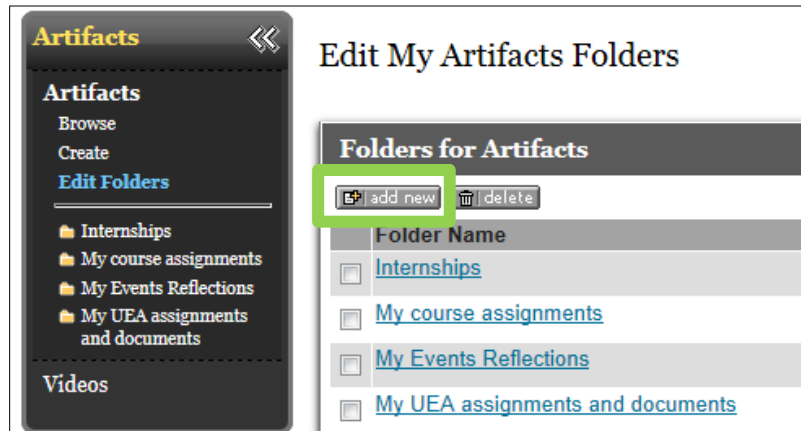 Artifacts
Artifacts
Browse
Create
Edit Folders
Internships
My course assignments
My Events Reflections
My UEA assignments
and documents
Videos
Edit My Artifacts Folders
Folders for Artifacts
add new delete
Folder Name
Internships
My course assignments
My Events Reflections
My UEA assignments and documents